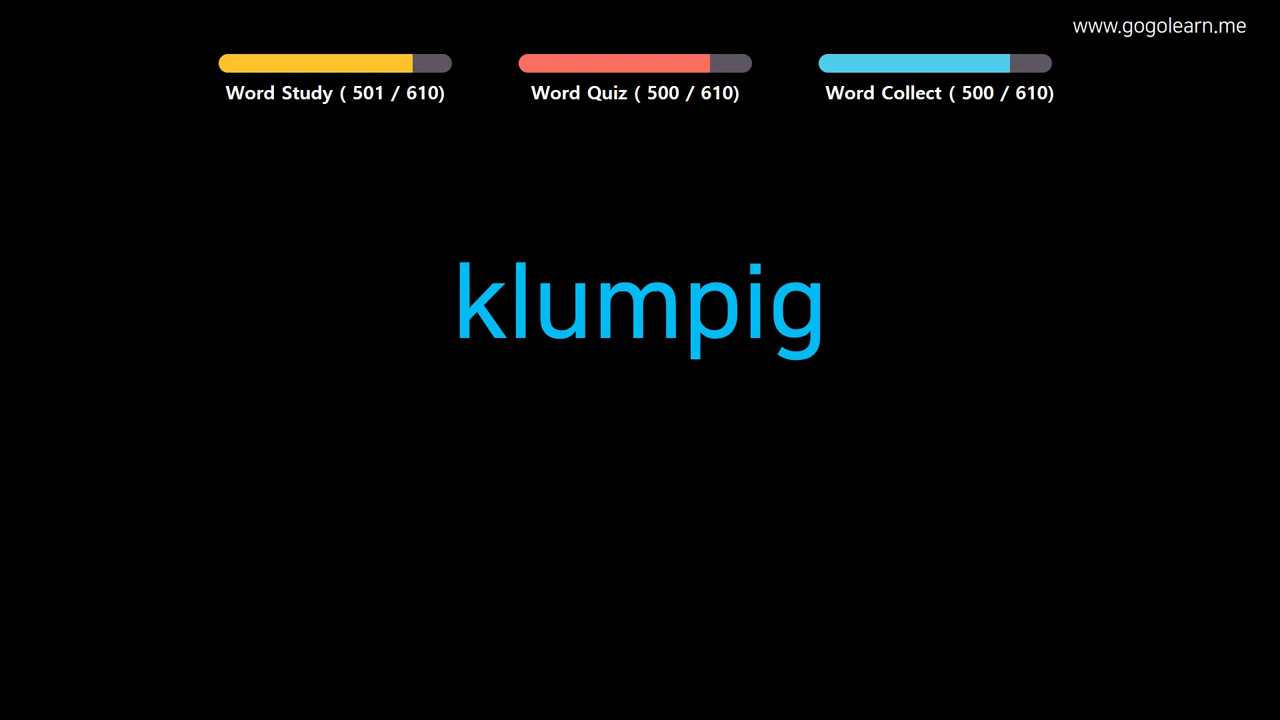 www.gogolearn.me
Word Study ( 501 / 610)
Word Quiz ( 500 / 610)
Word Collect ( 500 / 610)
klumpig